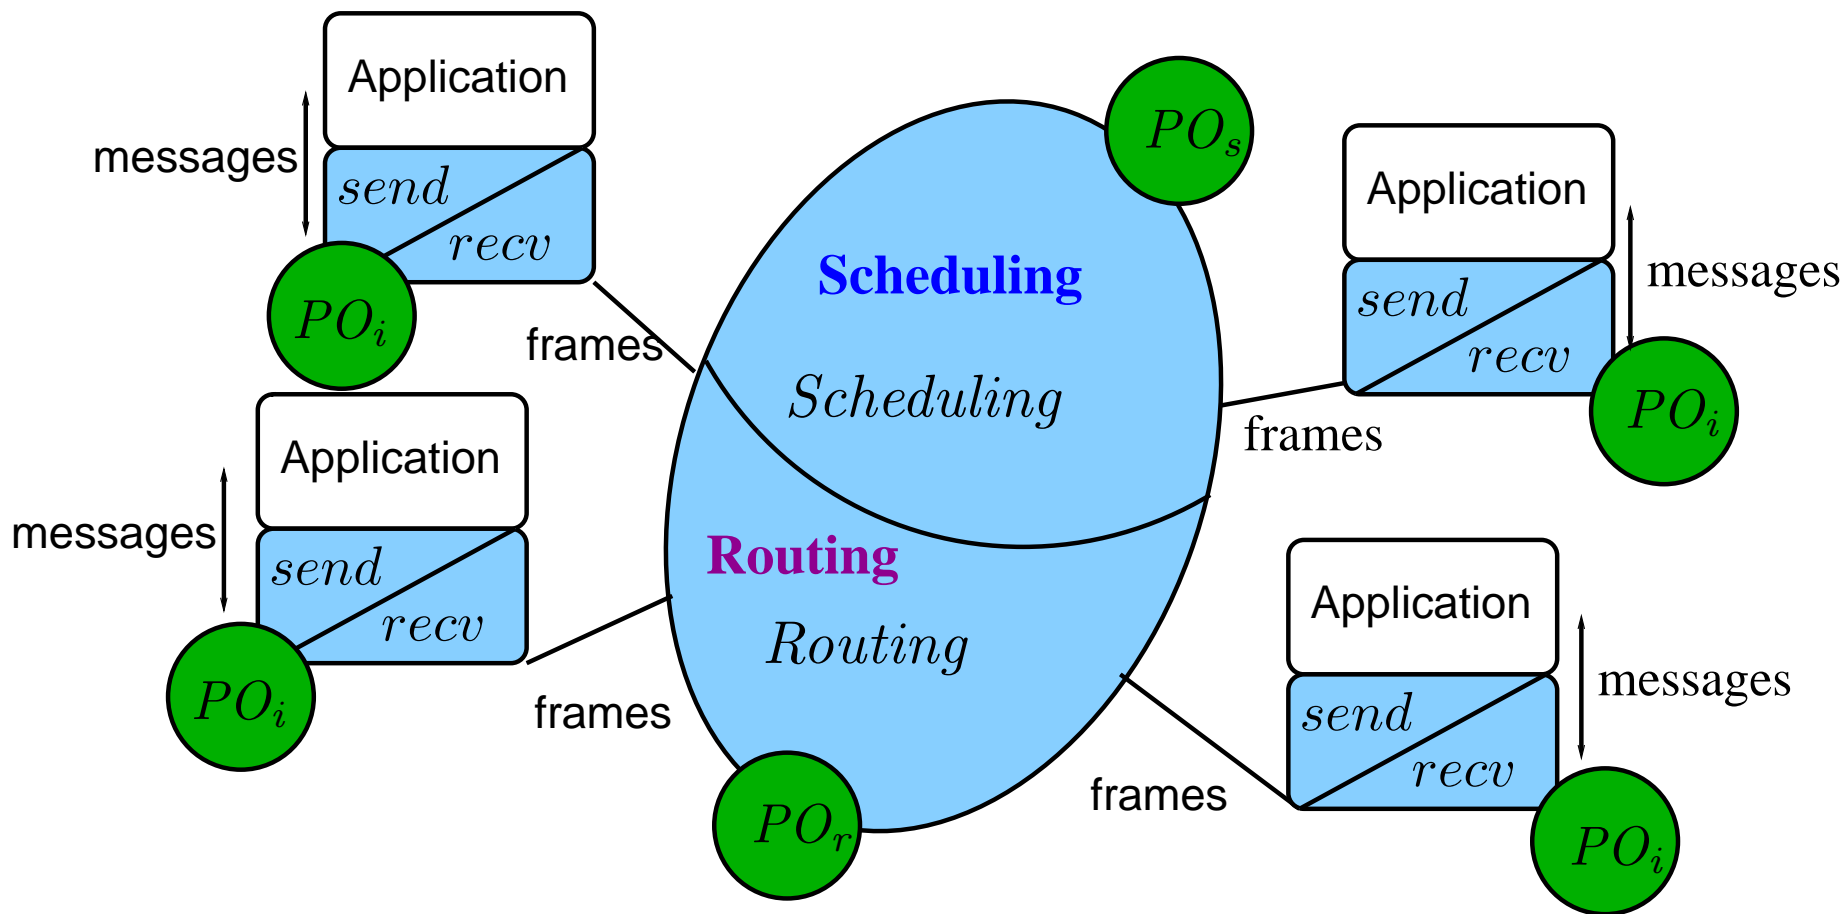 Application
messages
send
recv
PO_i
frames
Application
messages
send
recv
PO_i
frames
PO_s
Scheduling
Scheduling
Routing
Routing
PO_r
Application
messages
send
recv
PO_i
frames
Application
messages
send
recv
PO_i
frames